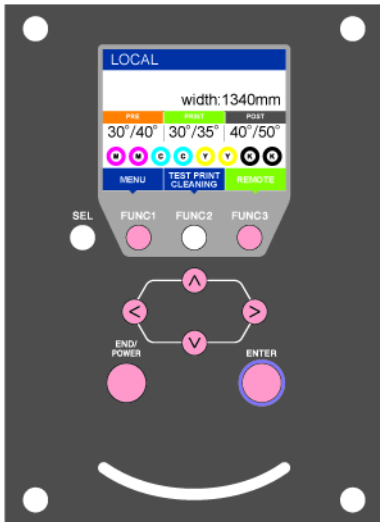 LOCAL
width:1340mm
PRE PRINT POST
30°/40° 30°/35° 40°/50°
M M C C Y Y K K
MENU TEST PRINT CLEANING REMOTE
SEL FUNC1 FUNC2 FUNC3
< ∧ ∨ >
END/POWER ENTER